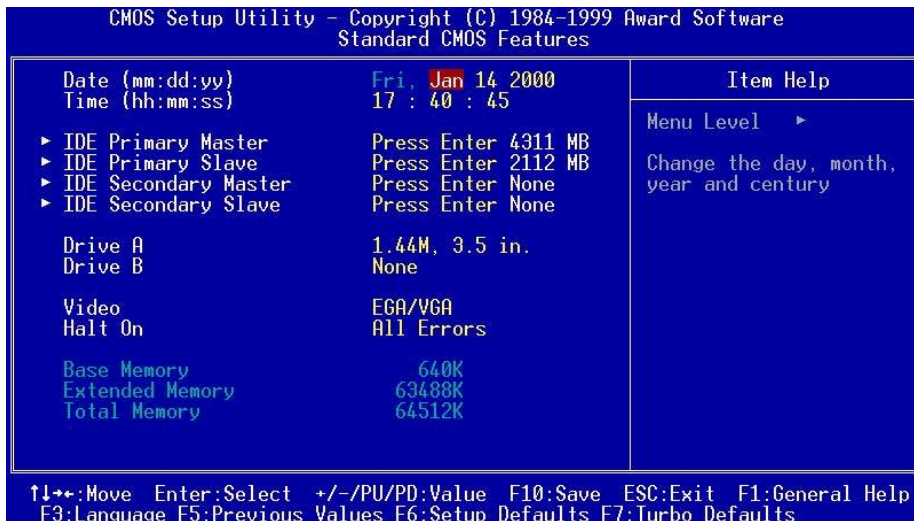 CMOS Setup Utility - Copyright (C) 1984-1999 Award Software
Standard CMOS Features
Date (mm:dd:yy) Fri, Jan 14 2000
Time (hh:mm:ss) 17 : 40 : 45
► IDE Primary Master Press Enter 4311 MB
► IDE Primary Slave Press Enter 2112 MB
► IDE Secondary Master Press Enter None
► IDE Secondary Slave Press Enter None
Drive A 1.44M, 3.5 in.
Drive B None
Video EGA/VGA
Halt On All Errors
Base Memory 640K
Extended Memory 63488K
Total Memory 64512K
Item Help
Menu Level ►
Change the day, month,
year and century
↑↓→←:Move Enter:Select +/-/PU/PD:Value F10:Save ESC:Exit F1:General Help
F3:Language F5:Previous Values F6:Setup Defaults F7:Turbo Defaults